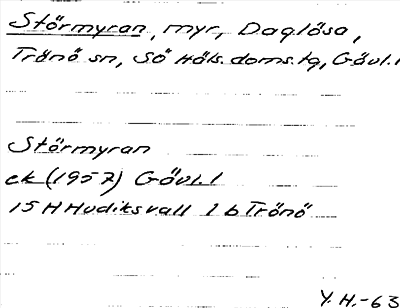 Störmyran, myr, Daglösa,
Trönö sn, Sö Häls. doms. tg, Gävl. l
Störmyran
ek (1957) Gävl. l
15 H Hudiksvall 1 b Trönö
Y. H. -63